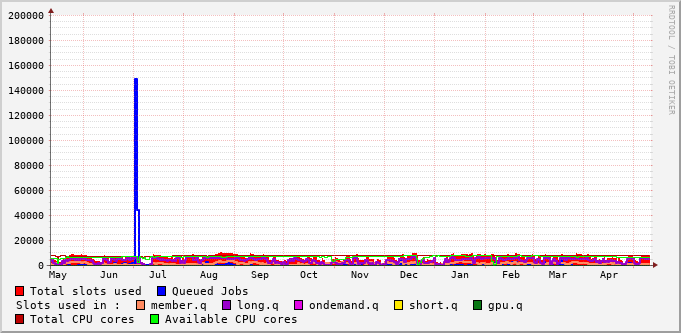 200000
180000
160000
140000
120000
100000
80000
60000
40000
20000
0
May Jun Jul Aug Sep Oct Nov Dec Jan Feb Mar Apr
Total slots used Queued Jobs
Slots used in : member.q long.q ondemand.q short.q gpu.q
Total CPU cores Available CPU cores
RRDTOOL / TOBI OETIKER